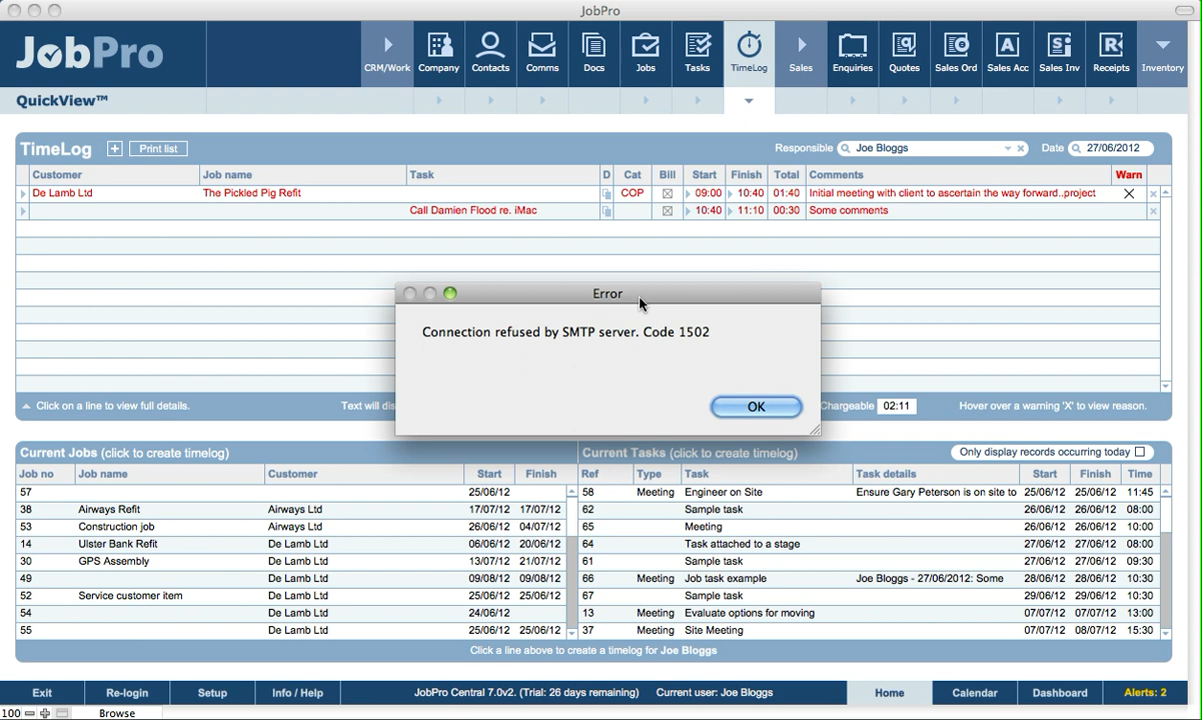 JobPro
JobPro
CRM/Work Company Contacts Comms Docs Jobs Tasks TimeLog Sales Enquiries Quotes Sales Ord Sales Acc Sales Inv Receipts Inventory
QuickView™
TimeLog + Print list Responsible Joe Bloggs Date 27/06/2012
Customer Job name Task D Cat Bill Start Finish Total Comments Warn
De Lamb Ltd The Pickled Pig Refit COP 09:00 10:40 01:40 Initial meeting with client to ascertain the way forward..project X
Call Damien Flood re. iMac 10:40 11:10 00:30 Some comments
Error
Connection refused by SMTP server. Code 1502
OK
Click on a line to view full details. Text will dis Chargeable 02:11 Hover over a warning 'X' to view reason.
Current Jobs (click to create timelog)
Job no Job name Customer Start Finish
57 25/06/12
38 Airways Refit Airways Ltd 17/07/12 17/07/12
53 Construction job Airways Ltd 26/06/12 04/07/12
14 Ulster Bank Refit De Lamb Ltd 06/06/12 20/06/12
30 GPS Assembly De Lamb Ltd 13/07/12 21/07/12
49 De Lamb Ltd 09/08/12 09/08/12
52 Service customer item De Lamb Ltd 25/06/12 25/06/12
54 De Lamb Ltd 24/06/12
55 De Lamb Ltd 25/06/12 25/06/12
Current Tasks (click to create timelog) Only display records occurring today
Ref Type Task Task details Start Finish Time
58 Meeting Engineer on Site Ensure Gary Peterson is on site to 25/06/12 25/06/12 11:45
62 Sample task 26/06/12 26/06/12 08:00
65 Meeting 26/06/12 26/06/12 10:00
64 Task attached to a stage 27/06/12 27/06/12 08:00
61 Sample task 27/06/12 27/06/12 09:30
66 Meeting Job task example Joe Bloggs - 27/06/2012: Some 28/06/12 28/06/12 10:30
67 Sample task 29/06/12 29/06/12 10:30
13 Meeting Evaluate options for moving 07/07/12 07/07/12 13:00
37 Meeting Site Meeting 07/07/12 08/07/12 15:30
Click a line above to create a timelog for Joe Bloggs
Exit Re-login Setup Info / Help JobPro Central 7.0v2. (Trial: 26 days remaining) Current user: Joe Bloggs Home Calendar Dashboard Alerts: 2
100 Browse